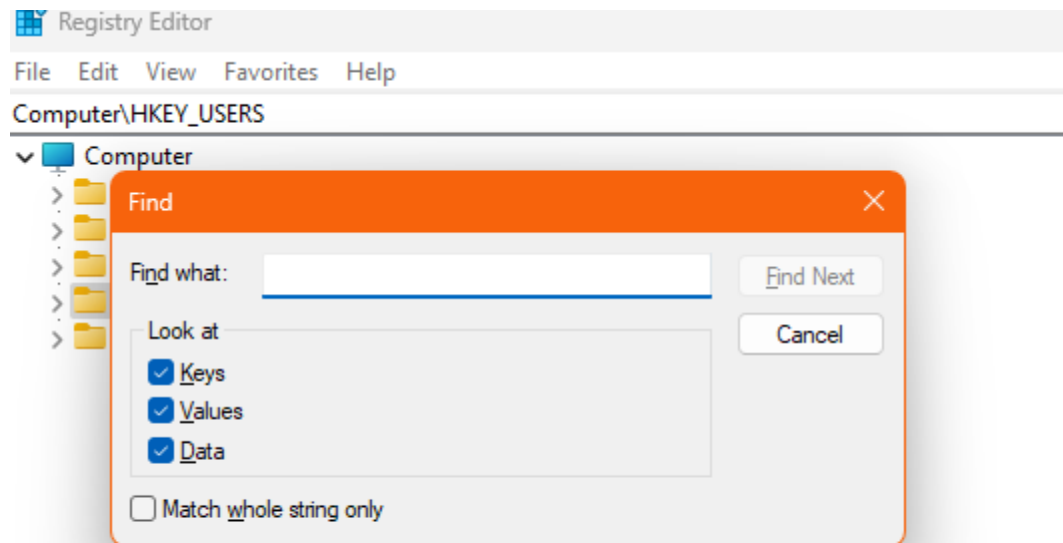 Registry Editor
File Edit View Favorites Help
Computer\HKEY_USERS
Computer
Find
Find what:
Find Next
Look at
Cancel
Keys
Values
Data
Match whole string only